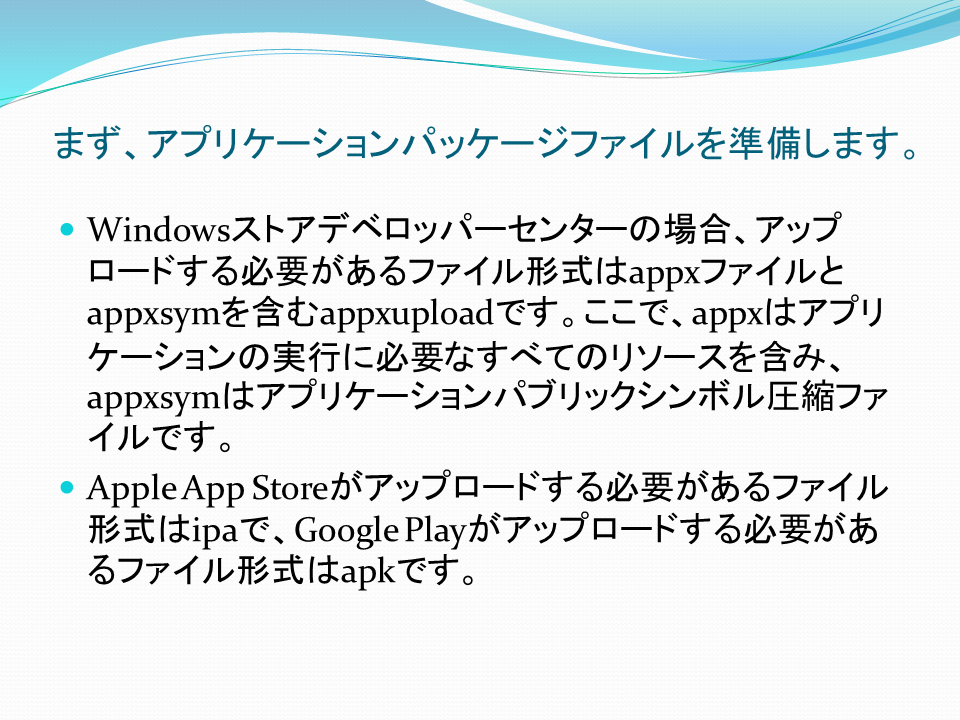 まず、アプリケーションパッケージファイルを準備します。
• Windowsストアデベロッパーセンターの場合、アップ
ロードする必要があるファイル形式はappxファイルと
appxsymを含むappxuploadです。ここで、appxはアプリ
ケーションの実行に必要なすべてのリソースを含み、
appxsymはアプリケーションパブリックシンボル圧縮ファ
イルです。
• Apple App Storeがアップロードする必要があるファイル
形式はipaで、Google Playがアップロードする必要があ
るファイル形式はapkです。